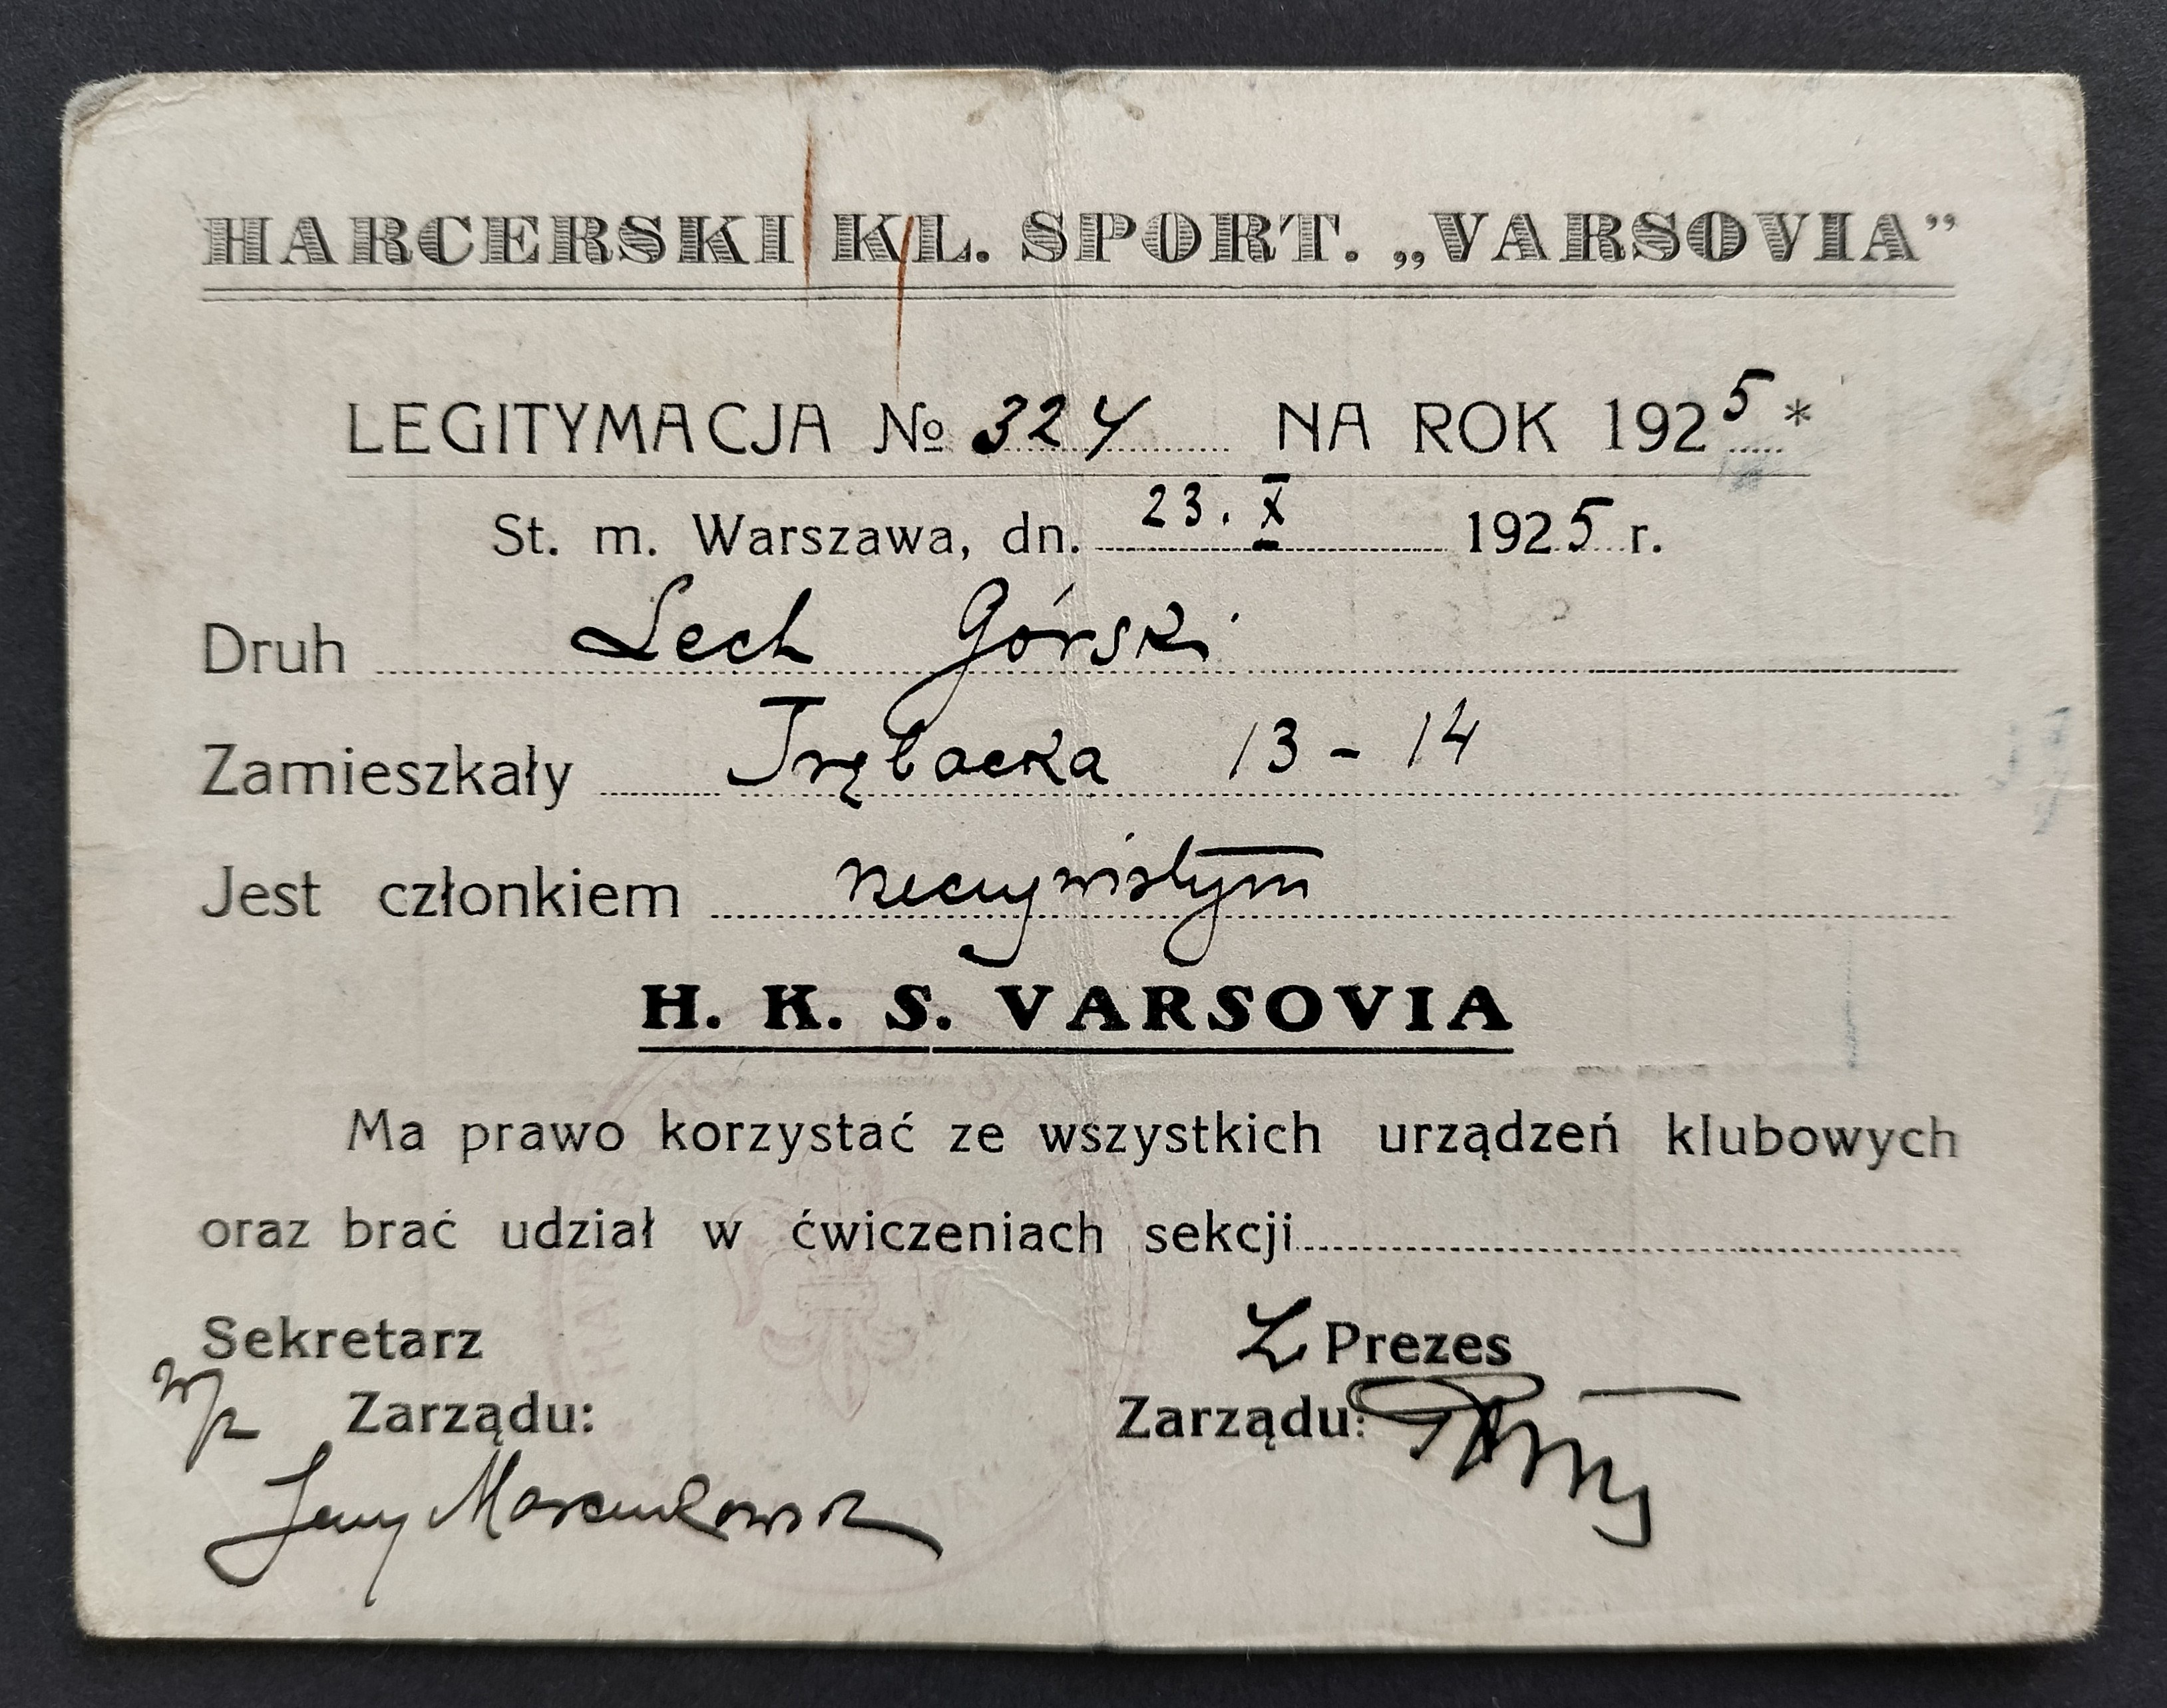 HARCERSKI KL. SPORT. „VARSOVIA”
LEGITYMACJA № 324 NA ROK 1925*
St. m. Warszawa, dn. 23. X 1925 r.
Druh Lech Górski
Zamieszkały Trębacka 13 - 14
Jest członkiem rzeczywistym
H. K. S. VARSOVIA
Ma prawo korzystać ze wszystkich urządzeń klubowych
oraz brać udział w ćwiczeniach sekcji
Sekretarz
Zarządu:
Jerzy
Prezes
Zarządu: